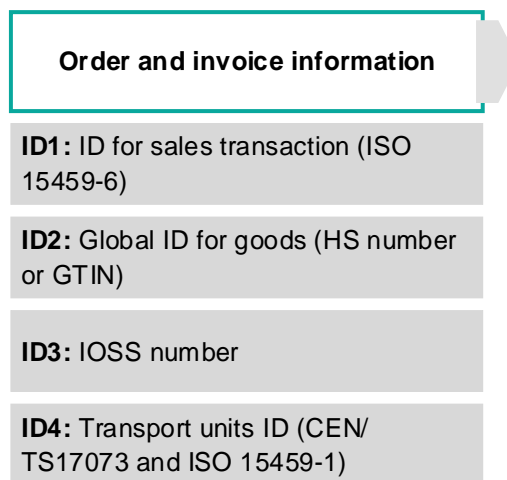 Order and invoice information
ID1: ID for sales transaction (ISO
15459-6)
ID2: Global ID for goods (HS number
or GTIN)
ID3: IOSS number
ID4: Transport units ID (CEN/
TS17073 and ISO 15459-1)